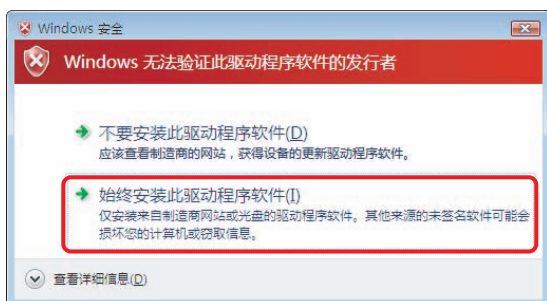 Windows 安全
Windows 无法验证此驱动程序软件的发行者
不要安装此驱动程序软件(D)
应该查看制造商的网站，获得设备的更新驱动程序软件。
始终安装此驱动程序软件(I)
仅安装来自制造商网站或光盘的驱动程序软件。其他来源的未签名软件可能会
损坏您的计算机或窃取信息。
查看详细信息(D)